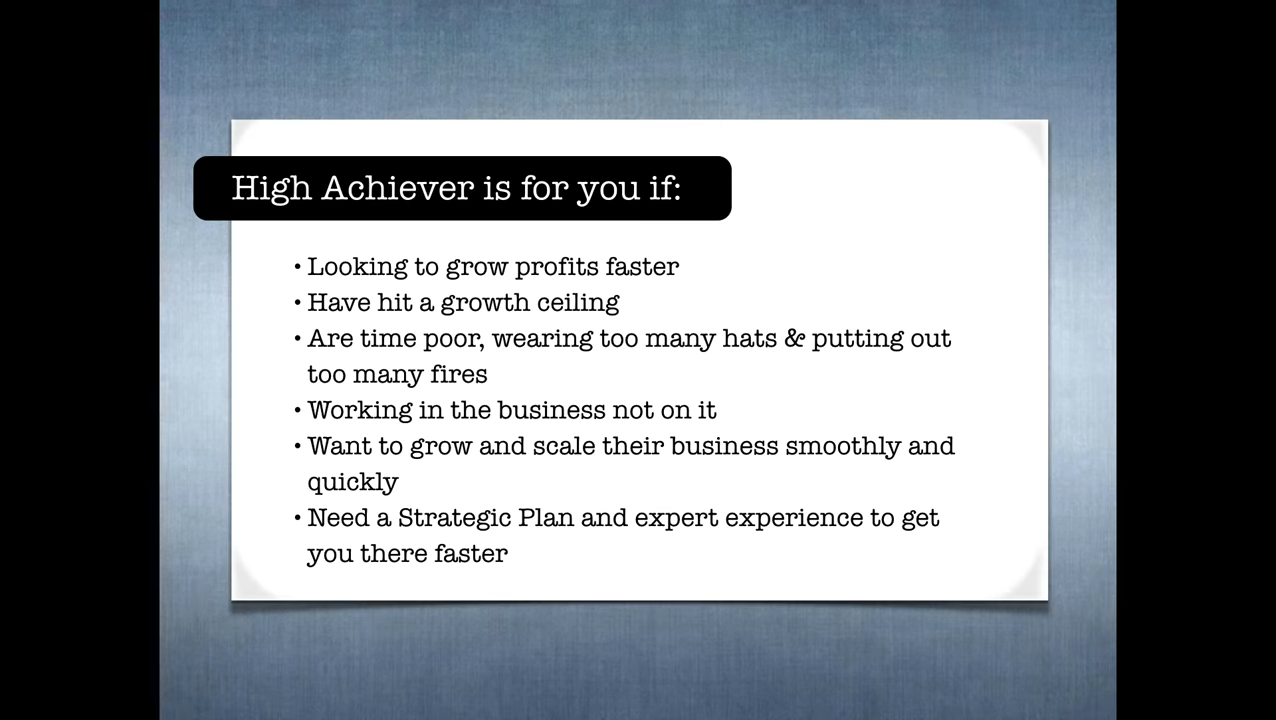 High Achiever is for you if:
• Looking to grow profits faster
• Have hit a growth ceiling
• Are time poor, wearing too many hats & putting out
too many fires
• Working in the business not on it
• Want to grow and scale their business smoothly and
quickly
• Need a Strategic Plan and expert experience to get
you there faster